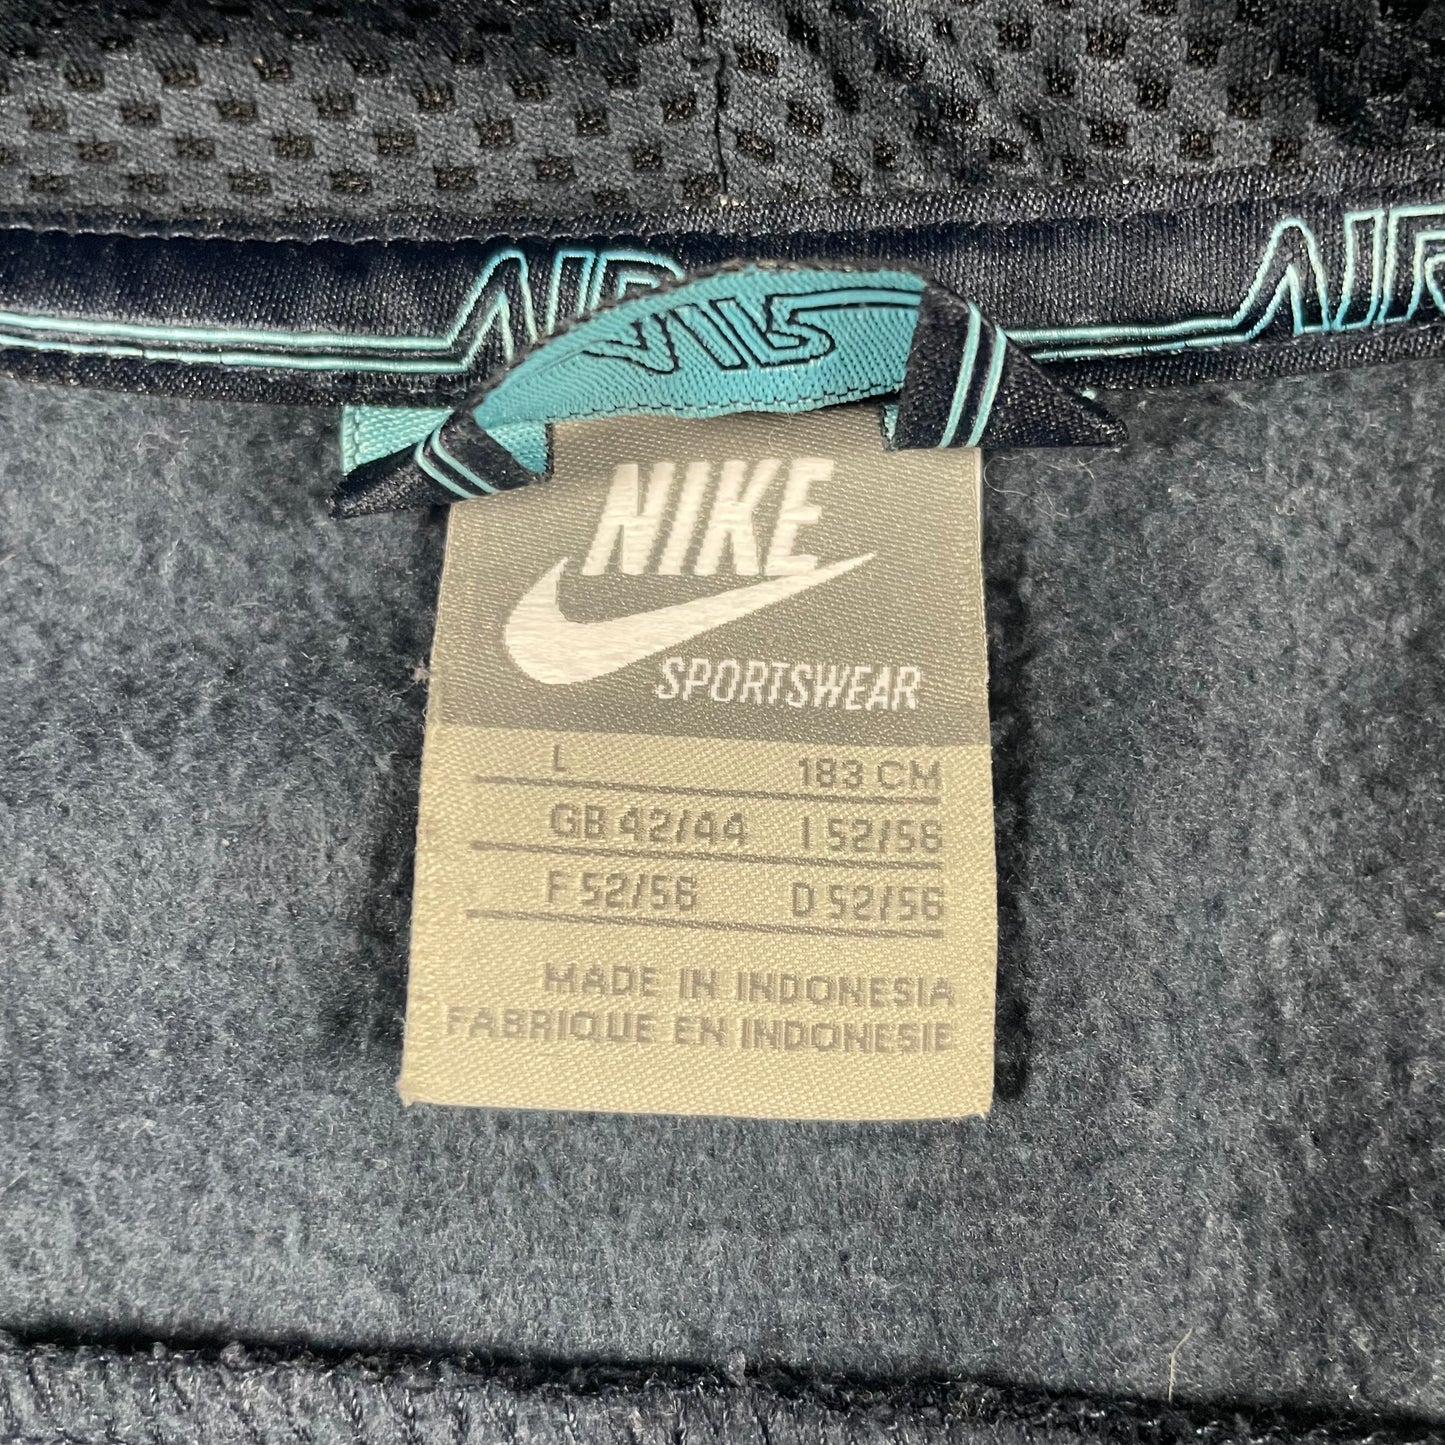 AIR
AIR
AIR
NIKE
SPORTSWEAR
L 183 CM
GB 42/44 I 52/56
F 52/56 D 52/56
MADE IN INDONESIA
FABRIQUE EN INDONESIE